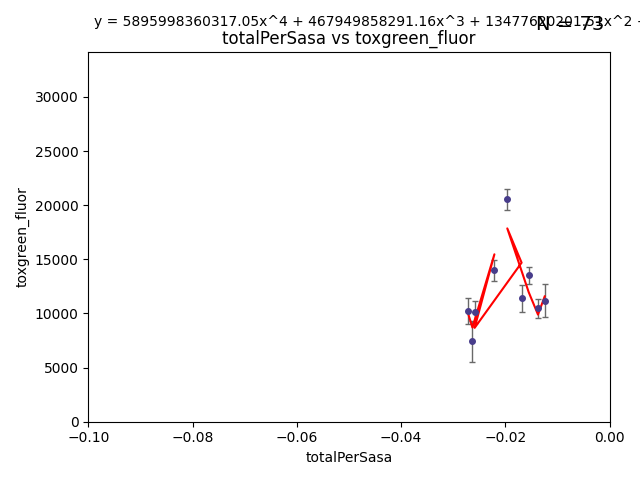 y = 5895998360317.05x^4 + 467949858291.16x^3 +
N = 73
totalPerSasa vs toxgreen_fluor
30000
25000
20000
15000
10000
5000
0
toxgreen_fluor
−0.10 −0.08 −0.06 −0.04 −0.02 0.00
totalPerSasa